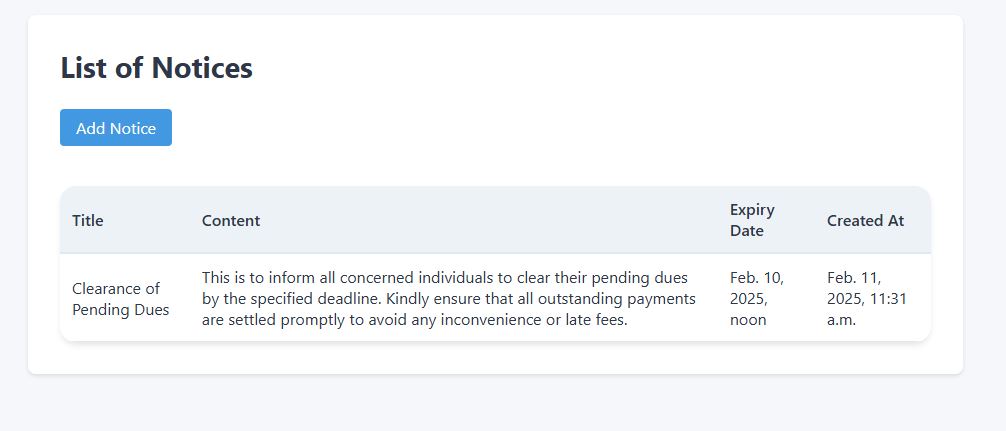 List of Notices
Add Notice
Title
Content
Expiry
Date
Created At
Clearance of
Pending Dues
This is to inform all concerned individuals to clear their pending dues
by the specified deadline. Kindly ensure that all outstanding payments
are settled promptly to avoid any inconvenience or late fees.
Feb. 10,
2025,
noon
Feb. 11,
2025, 11:31
a.m.